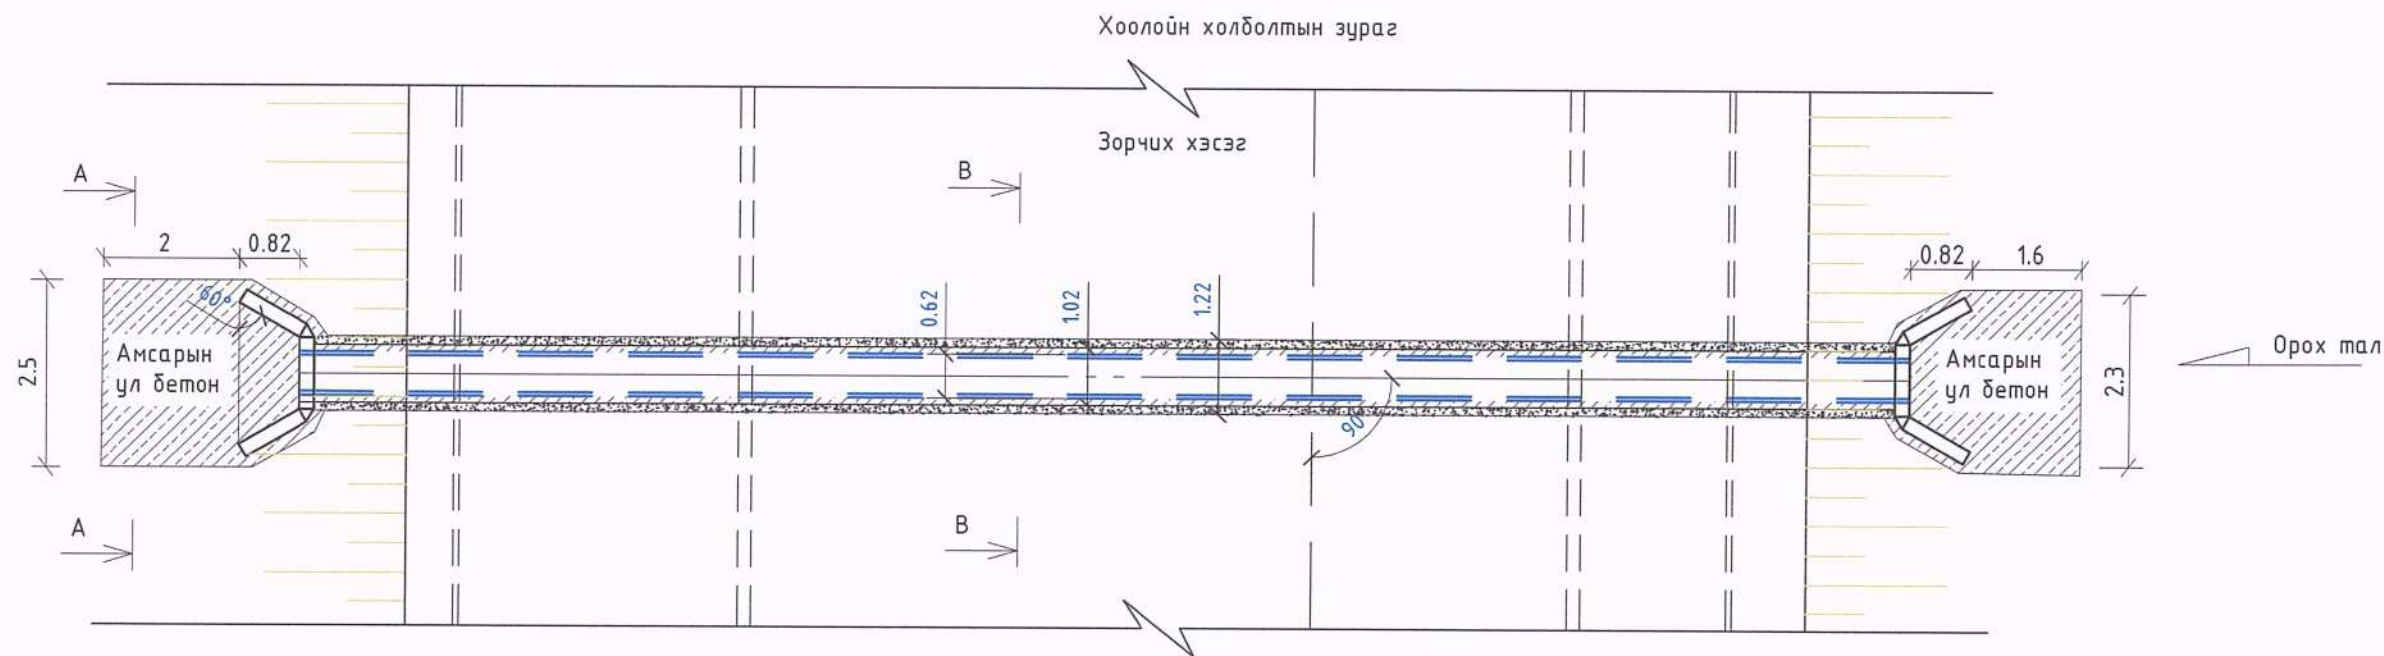 Хоолойн холболтын зураг
Зорчих хэсэг
A
B
2
0.82
0.82
1.6
60°
0.62
1.02
1.22
2.5
Амсарын
ул бетон
Амсарын
ул бетон
2.3
Орох тал
90°
A
B